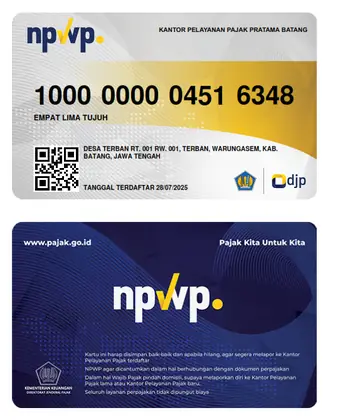 npwp.
KANTOR PELAYANAN PAJAK PRATAMA BATANG
1000 0000 0451 6348
EMPAT LIMA TUJUH
DESA TERBAN RT. 001 RW. 001, TERBAN, WARUNGASEM, KAB.
BATANG, JAWA TENGAH
TANGGAL TERDAFTAR 28/07/2025
djp
www.pajak.go.id
Pajak Kita Untuk Kita
npwp.
Kartu ini harap disimpan baik-baik dan apabila hilang, agar segera melapor ke Kantor
Pelayanan Pajak terdaftar
NPWP agar dicantumkan dalam hal berhubungan dengan dokumen perpajakan
Dalam hal Wajib Pajak pindah domisili, supaya melaporkan diri ke Kantor Pelayanan
Pajak lama atau Kantor Pelayanan Pajak baru.
Seluruh layanan perpajakan tidak dipungut biaya
KEMENTERIAN KEUANGAN
DIREKTORAT JENDERAL PAJAK